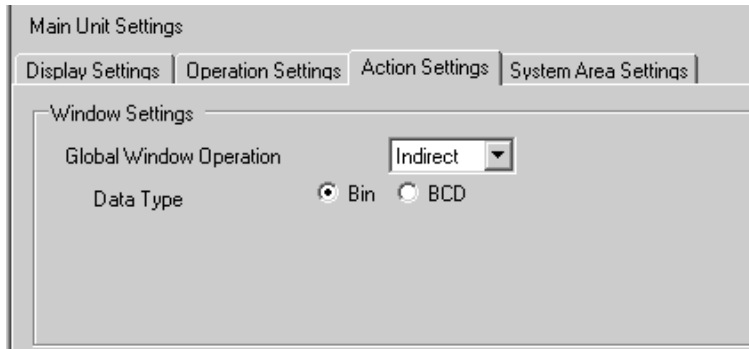 Main Unit Settings
Display Settings Operation Settings Action Settings System Area Settings
Window Settings
Global Window Operation Indirect
Data Type Bin BCD